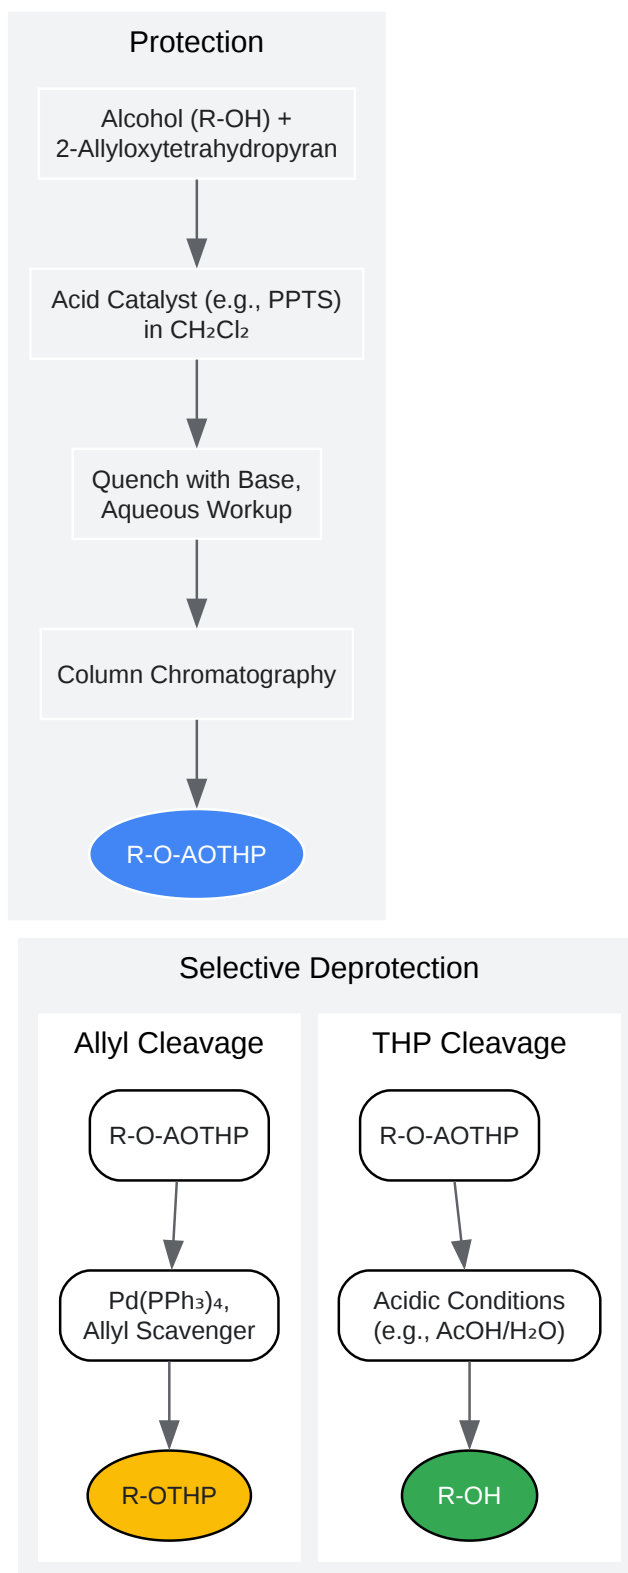 Protection
Alcohol (R-OH) +
2-Allyloxytetrahydropyran
Acid Catalyst (e.g., PPTS)
in CH₂Cl₂
Quench with Base,
Aqueous Workup
Column Chromatography
R-O-AOTHP
Selective Deprotection
Allyl Cleavage
R-O-AOTHP
Pd(PPh₃)₄,
Allyl Scavenger
R-OTHP
THP Cleavage
R-O-AOTHP
Acidic Conditions
(e.g., AcOH/H₂O)
R-OH